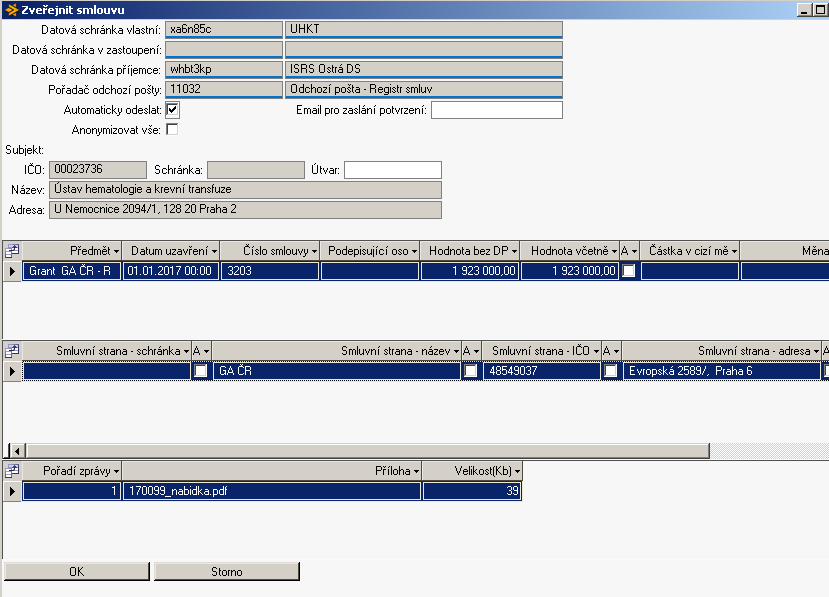 Zveřejnit smlouvu
Datová schránka vlastní: xa6n85c UHKT
Datová schránka v zastoupení:
Datová schránka příjemce: whbt3kp ISRS Ostrá DS
Pořadač odchozí pošty: 11032 Odchozí pošta - Registr smluv
Automaticky odeslat: Email pro zaslání potvrzení:
Anonymizovat vše:
Subjekt:
IČO: 00023736 Schránka: Útvar:
Název: Ústav hematologie a krevní transfuze
Adresa: U Nemocnice 2094/1, 128 20 Praha 2
Předmět Datum uzavření Číslo smlouvy Podepisující oso Hodnota bez DP Hodnota včetně A Částka v cizí mě Měna
Grant GA ČR - R 01.01.2017 00:00 3203 1 923 000,00 1 923 000,00
Smluvní strana - schránka A Smluvní strana - název A Smluvní strana - IČO A Smluvní strana - adresa A
GA ČR 48549037 Evropská 2589/, Praha 6
Pořadí zprávy Příloha Velikost(Kb)
1 170099_nabidka.pdf 39
OK Storno